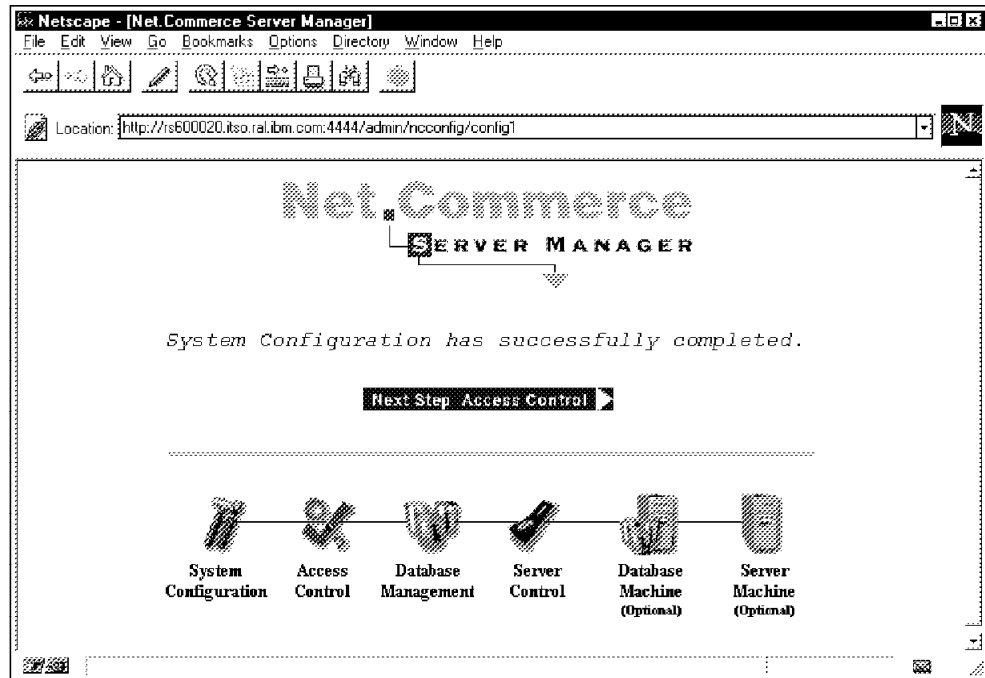 Netscape - [Net.Commerce Server Manager]
File Edit View Go Bookmarks Options Directory Window Help
Location: http://rs600020.itso.ral.ibm.com:4444/admin/ncconfig/config1
N
Net.Commerce
SERVER MANAGER
System Configuration has successfully completed.
Next Step Access Control
System Configuration
Access Control
Database Management
Server Control
Database Machine (Optional)
Server Machine (Optional)